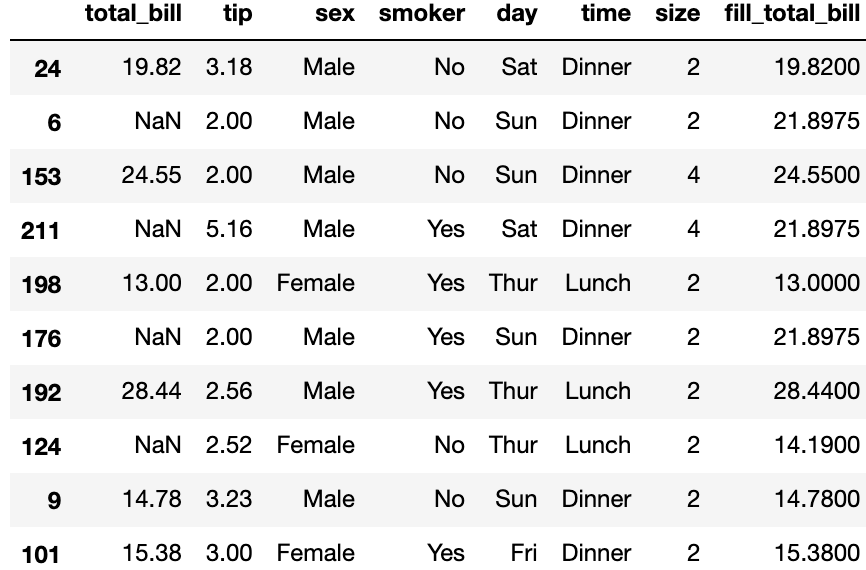 total_bill tip sex smoker day time size fill_total_bill
24 19.82 3.18 Male No Sat Dinner 2 19.8200
6 NaN 2.00 Male No Sun Dinner 2 21.8975
153 24.55 2.00 Male No Sun Dinner 4 24.5500
211 NaN 5.16 Male Yes Sat Dinner 4 21.8975
198 13.00 2.00 Female Yes Thur Lunch 2 13.0000
176 NaN 2.00 Male Yes Sun Dinner 2 21.8975
192 28.44 2.56 Male Yes Thur Lunch 2 28.4400
124 NaN 2.52 Female No Thur Lunch 2 14.1900
9 14.78 3.23 Male No Sun Dinner 2 14.7800
101 15.38 3.00 Female Yes Fri Dinner 2 15.3800